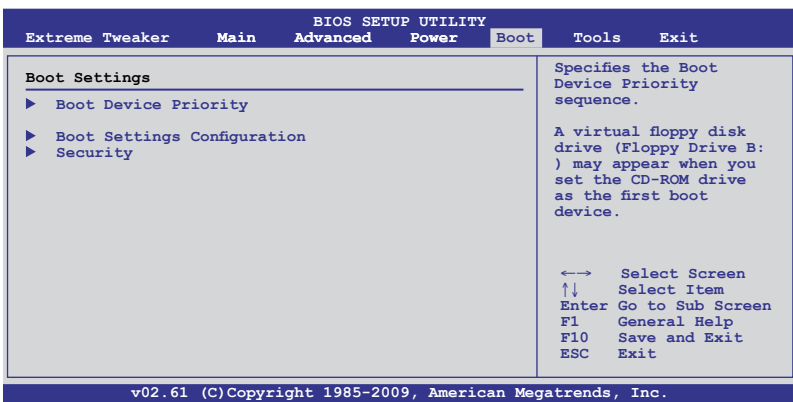 BIOS SETUP UTILITY
Extreme Tweaker Main Advanced Power Boot Tools Exit
Boot Settings
▶ Boot Device Priority
▶ Boot Settings Configuration
▶ Security
Specifies the Boot
Device Priority
sequence.
A virtual floppy disk
drive (Floppy Drive B:
) may appear when you
set the CD-ROM drive
as the first boot
device.
←→ Select Screen
↑↓ Select Item
Enter Go to Sub Screen
F1 General Help
F10 Save and Exit
ESC Exit
v02.61 (C)Copyright 1985-2009, American Megatrends, Inc.